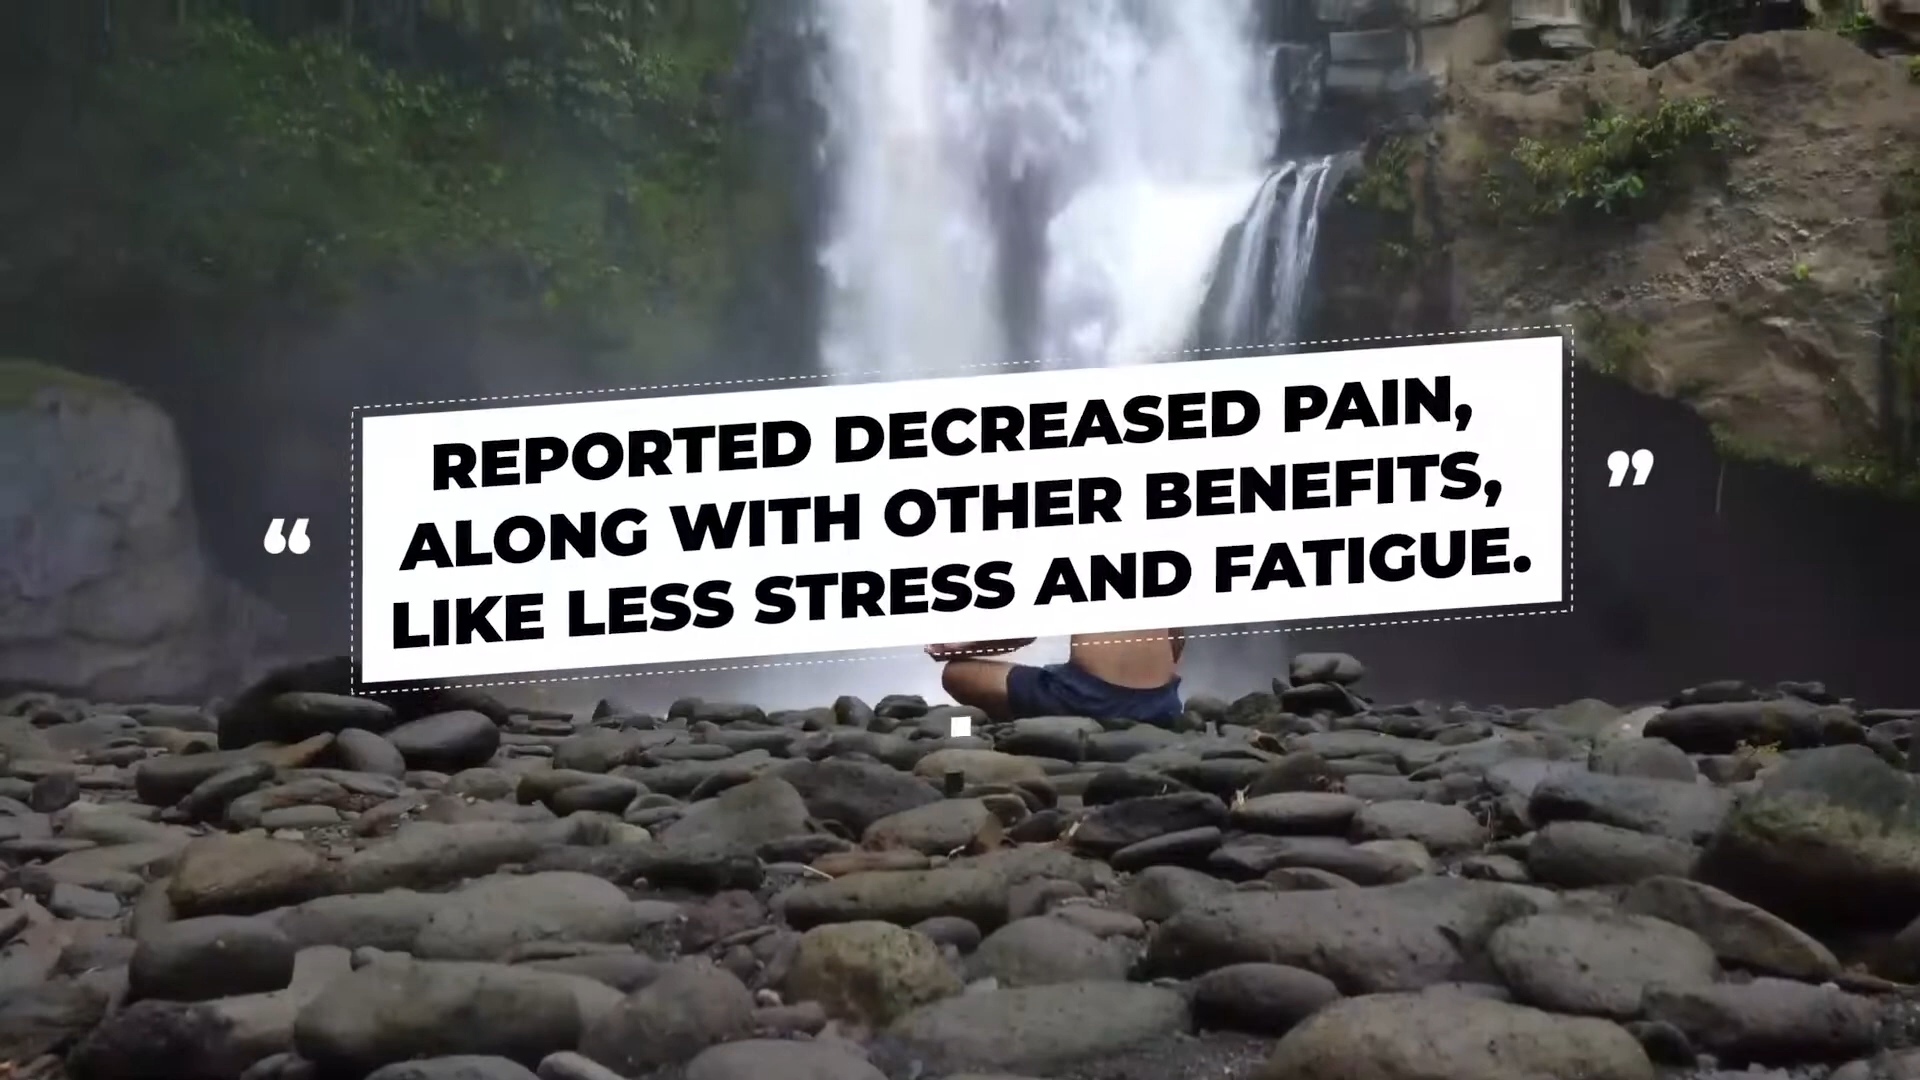 “ REPORTED DECREASED PAIN,
ALONG WITH OTHER BENEFITS,
LIKE LESS STRESS AND FATIGUE. ”